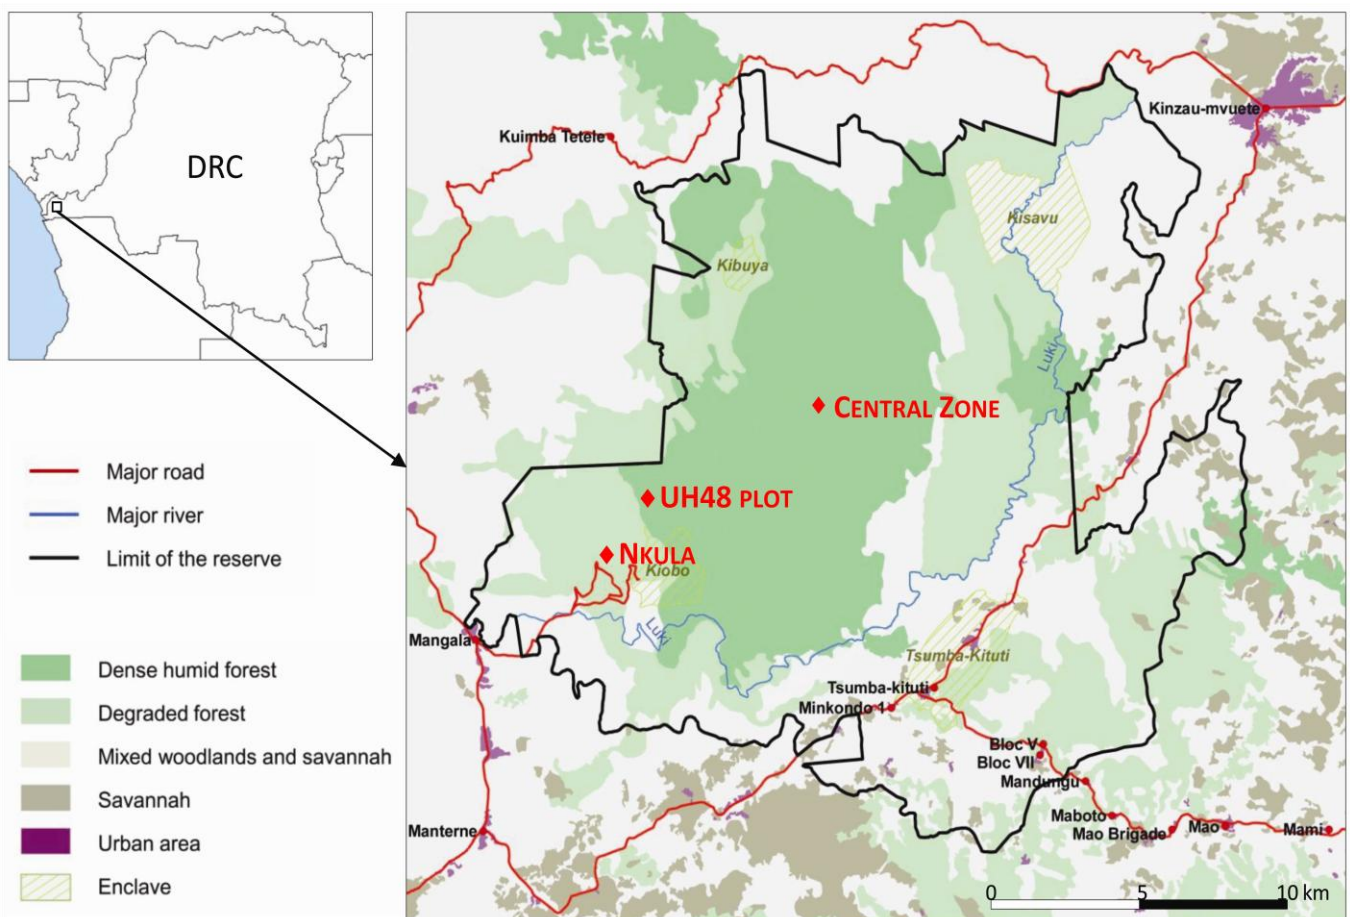 DRC
Major road
Major river
Limit of the reserve
Dense humid forest
Degraded forest
Mixed woodlands and savannah
Savannah
Urban area
Enclave
Kinzau-mvuete
Kuimba Tetele
Kisavu
Kibuya
Luki
CENTRAL ZONE
UH48 PLOT
NKULA
Kiobo
Luki
Mangala
Tsumba-Kituti
Tsumba-kituti
Minkondo 1
Bloc V
Bloc VII
Mandungu
Maboto
Mao Brigade
Mao
Mami
Manterne
0 5 10 km